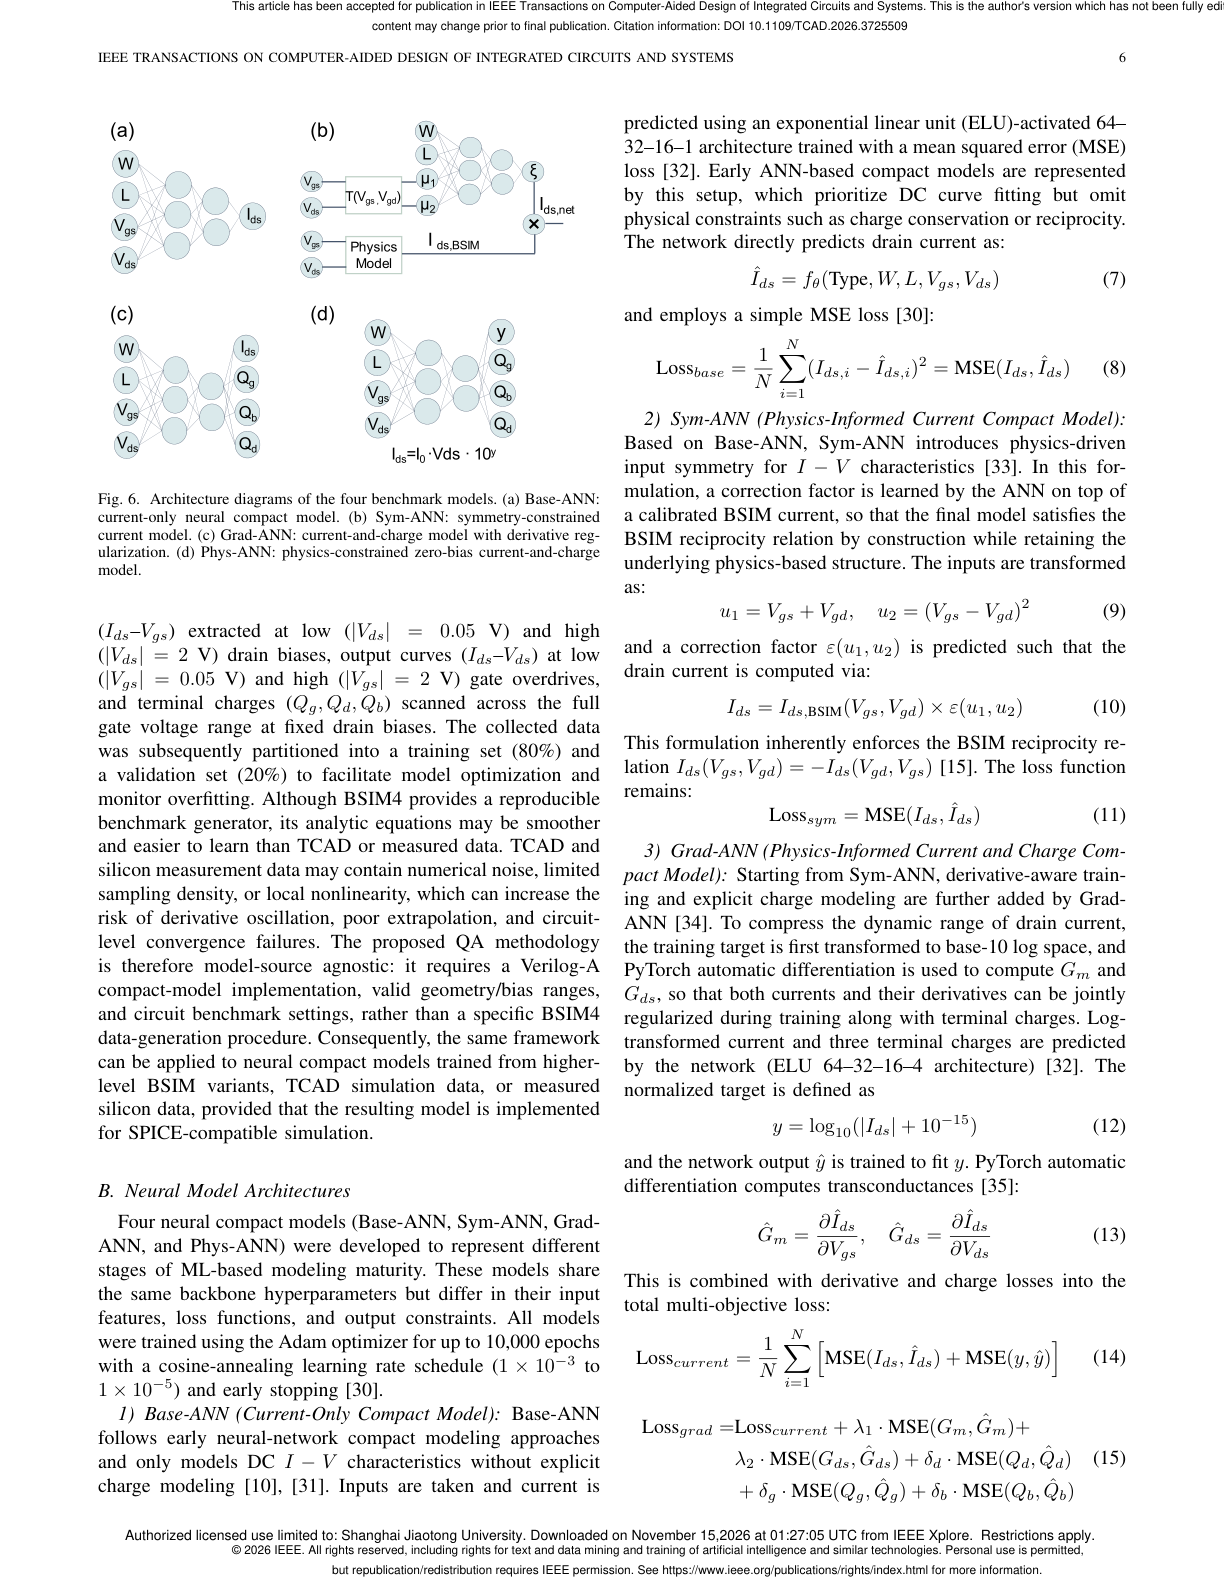 This article has been accepted for publication in IEEE Transactions on Computer-Aided Design of Integrated Circuits and Systems. This is the author's version which has not been fully edi
content may change prior to final publication. Citation information: DOI 10.1109/TCAD.2026.3725509
IEEE TRANSACTIONS ON COMPUTER-AIDED DESIGN OF INTEGRATED CIRCUITS AND SYSTEMS 6
(a)
W
L
Vgs
Vds
Ids
(b)
W
L
Vgs
Vds
T(Vgs,Vgd)
μ1
μ2
ξ
Ids,net
×
Vgs
Vds
Physics
Model
I ds,BSIM
(c)
W
L
Vgs
Vds
Ids
Qg
Qb
Qd
(d)
W
L
Vgs
Vds
y
Qg
Qb
Qd
Ids=I0·Vds · 10^y
Fig. 6. Architecture diagrams of the four benchmark models. (a) Base-ANN:
current-only neural compact model. (b) Sym-ANN: symmetry-constrained
current model. (c) Grad-ANN: current-and-charge model with derivative reg-
ularization. (d) Phys-ANN: physics-constrained zero-bias current-and-charge
model.
(Ids–Vgs) extracted at low (|Vds| = 0.05 V) and high
(|Vds| = 2 V) drain biases, output curves (Ids–Vds) at low
(|Vgs| = 0.05 V) and high (|Vgs| = 2 V) gate overdrives,
and terminal charges (Qg, Qd, Qb) scanned across the full
gate voltage range at fixed drain biases. The collected data
was subsequently partitioned into a training set (80%) and
a validation set (20%) to facilitate model optimization and
monitor overfitting. Although BSIM4 provides a reproducible
benchmark generator, its analytic equations may be smoother
and easier to learn than TCAD or measured data. TCAD and
silicon measurement data may contain numerical noise, limited
sampling density, or local nonlinearity, which can increase the
risk of derivative oscillation, poor extrapolation, and circuit-
level convergence failures. The proposed QA methodology
is therefore model-source agnostic: it requires a Verilog-A
compact-model implementation, valid geometry/bias ranges,
and circuit benchmark settings, rather than a specific BSIM4
data-generation procedure. Consequently, the same framework
can be applied to neural compact models trained from higher-
level BSIM variants, TCAD simulation data, or measured
silicon data, provided that the resulting model is implemented
for SPICE-compatible simulation.
B. Neural Model Architectures
Four neural compact models (Base-ANN, Sym-ANN, Grad-
ANN, and Phys-ANN) were developed to represent different
stages of ML-based modeling maturity. These models share
the same backbone hyperparameters but differ in their input
features, loss functions, and output constraints. All models
were trained using the Adam optimizer for up to 10,000 epochs
with a cosine-annealing learning rate schedule (1 × 10^−3 to
1 × 10^−5) and early stopping [30].
1) Base-ANN (Current-Only Compact Model): Base-ANN
follows early neural-network compact modeling approaches
and only models DC I − V characteristics without explicit
charge modeling [10], [31]. Inputs are taken and current is
predicted using an exponential linear unit (ELU)-activated 64–
32–16–1 architecture trained with a mean squared error (MSE)
loss [32]. Early ANN-based compact models are represented
by this setup, which prioritize DC curve fitting but omit
physical constraints such as charge conservation or reciprocity.
The network directly predicts drain current as:
Îds = fθ(Type, W, L, Vgs, Vds) (7)
and employs a simple MSE loss [30]:
Lossbase = 1/N ∑_{i=1}^{N} (Ids,i − Îds,i)^2 = MSE(Ids, Îds) (8)
2) Sym-ANN (Physics-Informed Current Compact Model):
Based on Base-ANN, Sym-ANN introduces physics-driven
input symmetry for I − V characteristics [33]. In this for-
mulation, a correction factor is learned by the ANN on top of
a calibrated BSIM current, so that the final model satisfies the
BSIM reciprocity relation by construction while retaining the
underlying physics-based structure. The inputs are transformed
as:
u1 = Vgs + Vgd, u2 = (Vgs − Vgd)^2 (9)
and a correction factor ε(u1, u2) is predicted such that the
drain current is computed via:
Ids = Ids,BSIM(Vgs, Vgd) × ε(u1, u2) (10)
This formulation inherently enforces the BSIM reciprocity re-
lation Ids(Vgs, Vgd) = −Ids(Vgd, Vgs) [15]. The loss function
remains:
Losssym = MSE(Ids, Îds) (11)
3) Grad-ANN (Physics-Informed Current and Charge Com-
pact Model): Starting from Sym-ANN, derivative-aware train-
ing and explicit charge modeling are further added by Grad-
ANN [34]. To compress the dynamic range of drain current,
the training target is first transformed to base-10 log space, and
PyTorch automatic differentiation is used to compute Gm and
Gds, so that both currents and their derivatives can be jointly
regularized during training along with terminal charges. Log-
transformed current and three terminal charges are predicted
by the network (ELU 64–32–16–4 architecture) [32]. The
normalized target is defined as
y = log10(|Ids| + 10^−15) (12)
and the network output ŷ is trained to fit y. PyTorch automatic
differentiation computes transconductances [35]:
Ĝm = ∂Îds/∂Vgs, Ĝds = ∂Îds/∂Vds (13)
This is combined with derivative and charge losses into the
total multi-objective loss:
Losscurrent = 1/N ∑_{i=1}^{N} [MSE(Ids, Îds) + MSE(y, ŷ)] (14)
Lossgrad =Losscurrent + λ1 · MSE(Gm, Ĝm)+
λ2 · MSE(Gds, Ĝds) + δd · MSE(Qd, Q̂d) (15)
+ δg · MSE(Qg, Q̂g) + δb · MSE(Qb, Q̂b)
Authorized licensed use limited to: Shanghai Jiaotong University. Downloaded on November 15,2026 at 01:27:05 UTC from IEEE Xplore. Restrictions apply.
© 2026 IEEE. All rights reserved, including rights for text and data mining and training of artificial intelligence and similar technologies. Personal use is permitted,
but republication/redistribution requires IEEE permission. See https://www.ieee.org/publications/rights/index.html for more information.